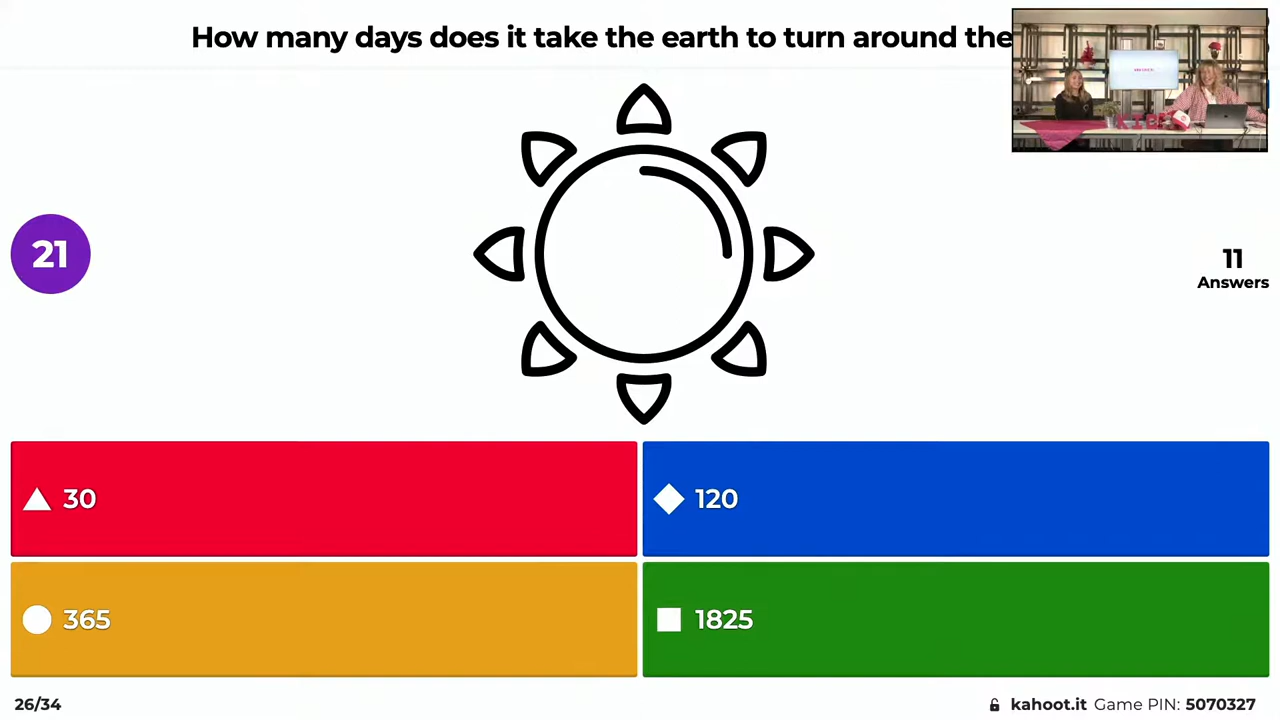 How many days does it take the earth to turn around the
21
11
Answers
30
120
365
1825
26/34
kahoot.it Game PIN: 5070327